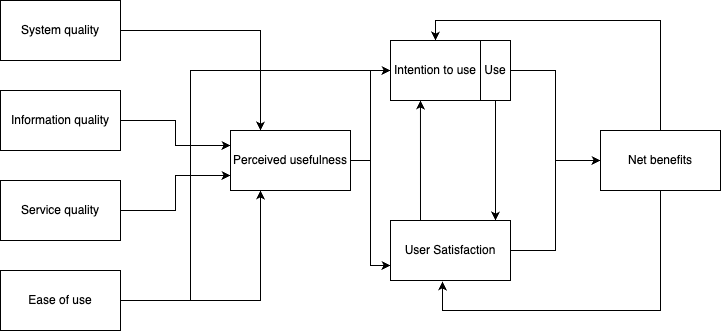 System quality
Intention to use
Use
Information quality
Perceived usefulness
Net benefits
Service quality
User Satisfaction
Ease of use